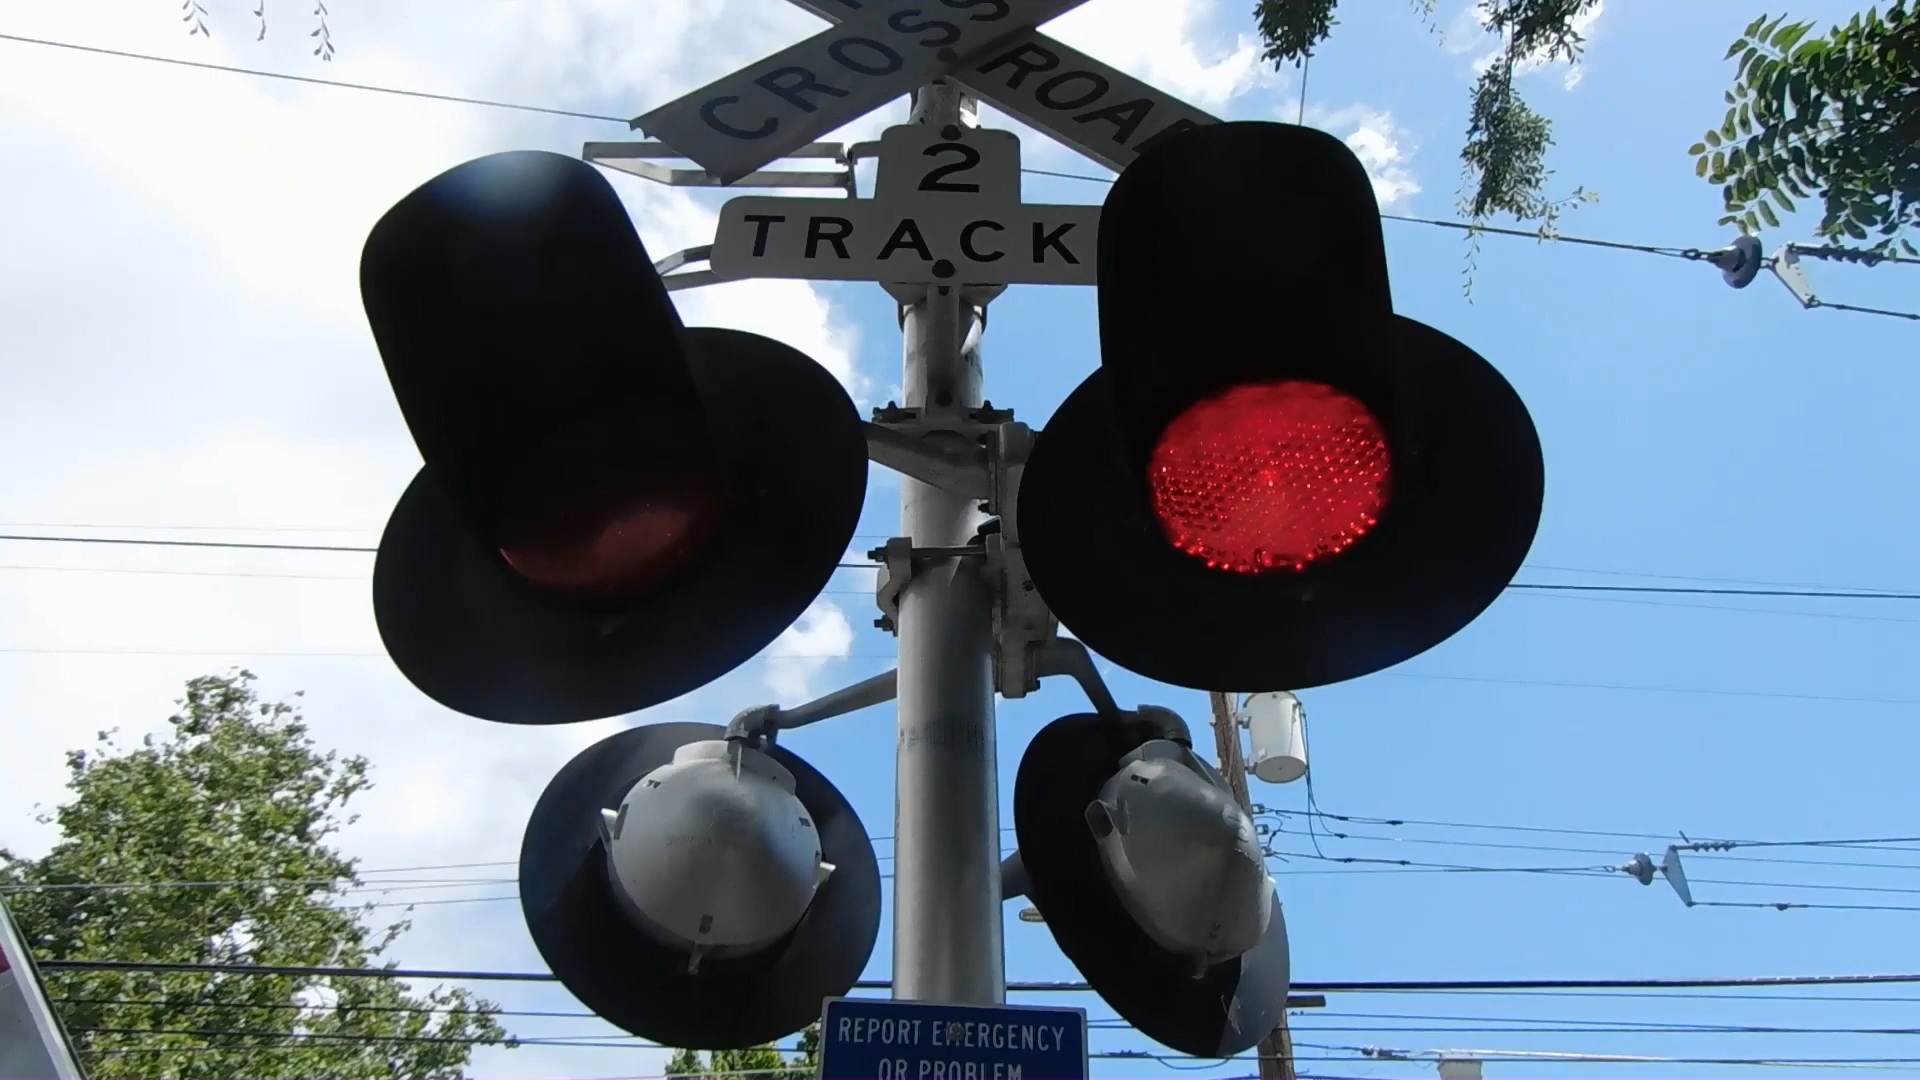 CROSS
ROAD
2
TRACK
REPORT EMERGENCY
OR PROBLEM